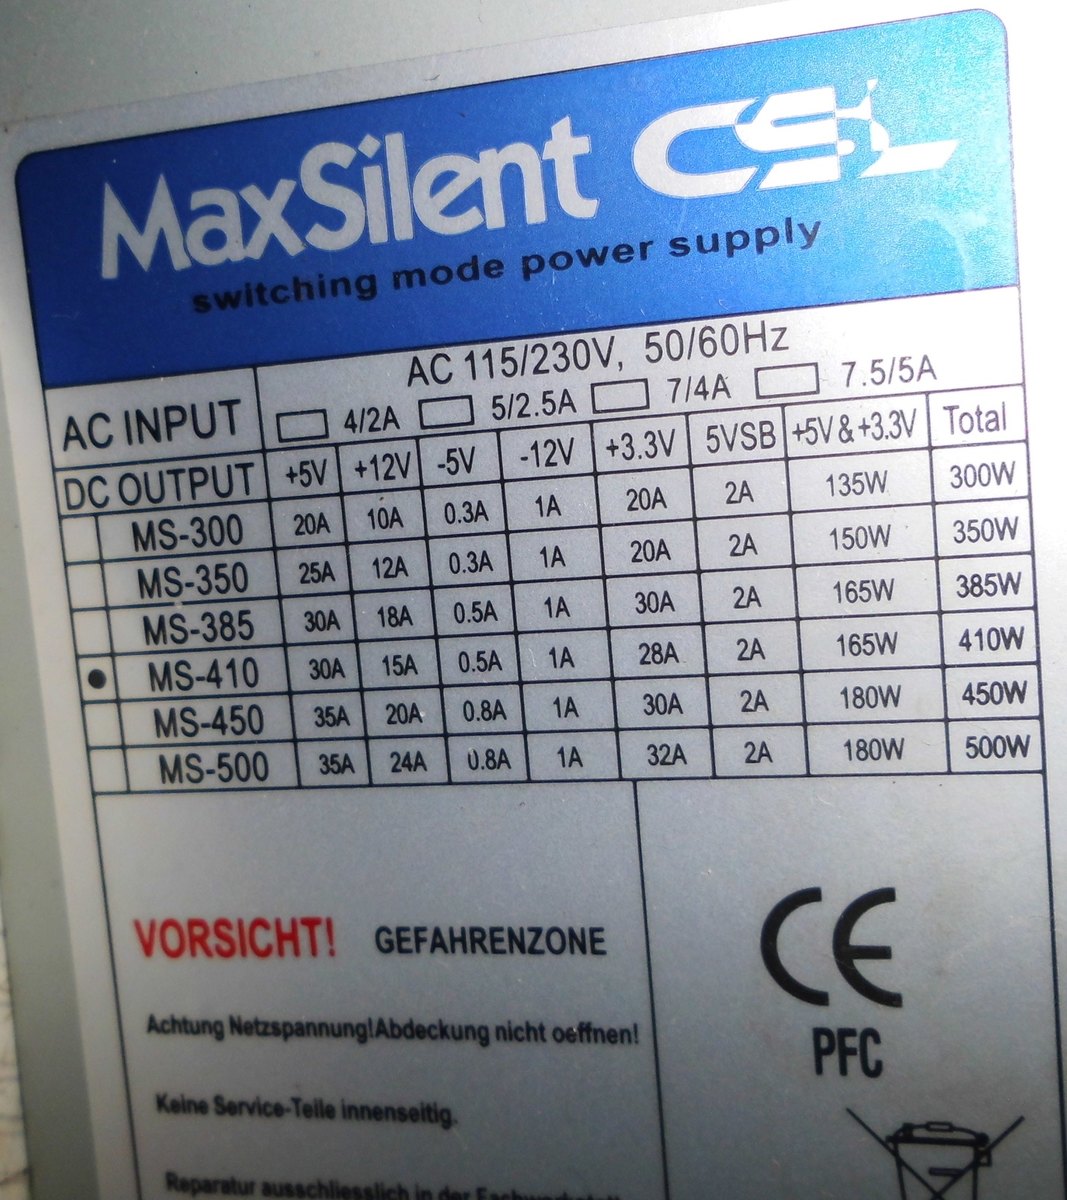 MaxSilent CSL
switching mode power supply
AC INPUT AC 115/230V, 50/60Hz
4/2A 5/2.5A 7/4A 7.5/5A
DC OUTPUT +5V +12V -5V -12V +3.3V 5VSB +5V&+3.3V Total
MS-300 20A 10A 0.3A 1A 20A 2A 135W 300W
MS-350 25A 12A 0.3A 1A 20A 2A 150W 350W
MS-385 30A 18A 0.5A 1A 30A 2A 165W 385W
● MS-410 30A 15A 0.5A 1A 28A 2A 165W 410W
MS-450 35A 20A 0.8A 1A 30A 2A 180W 450W
MS-500 35A 24A 0.8A 1A 32A 2A 180W 500W
VORSICHT! GEFAHRENZONE
Achtung Netzspannung!Abdeckung nicht oeffnen!
Keine Service-Teile innenseitig.
Reparatur ausschliesslich in der
CE
PFC